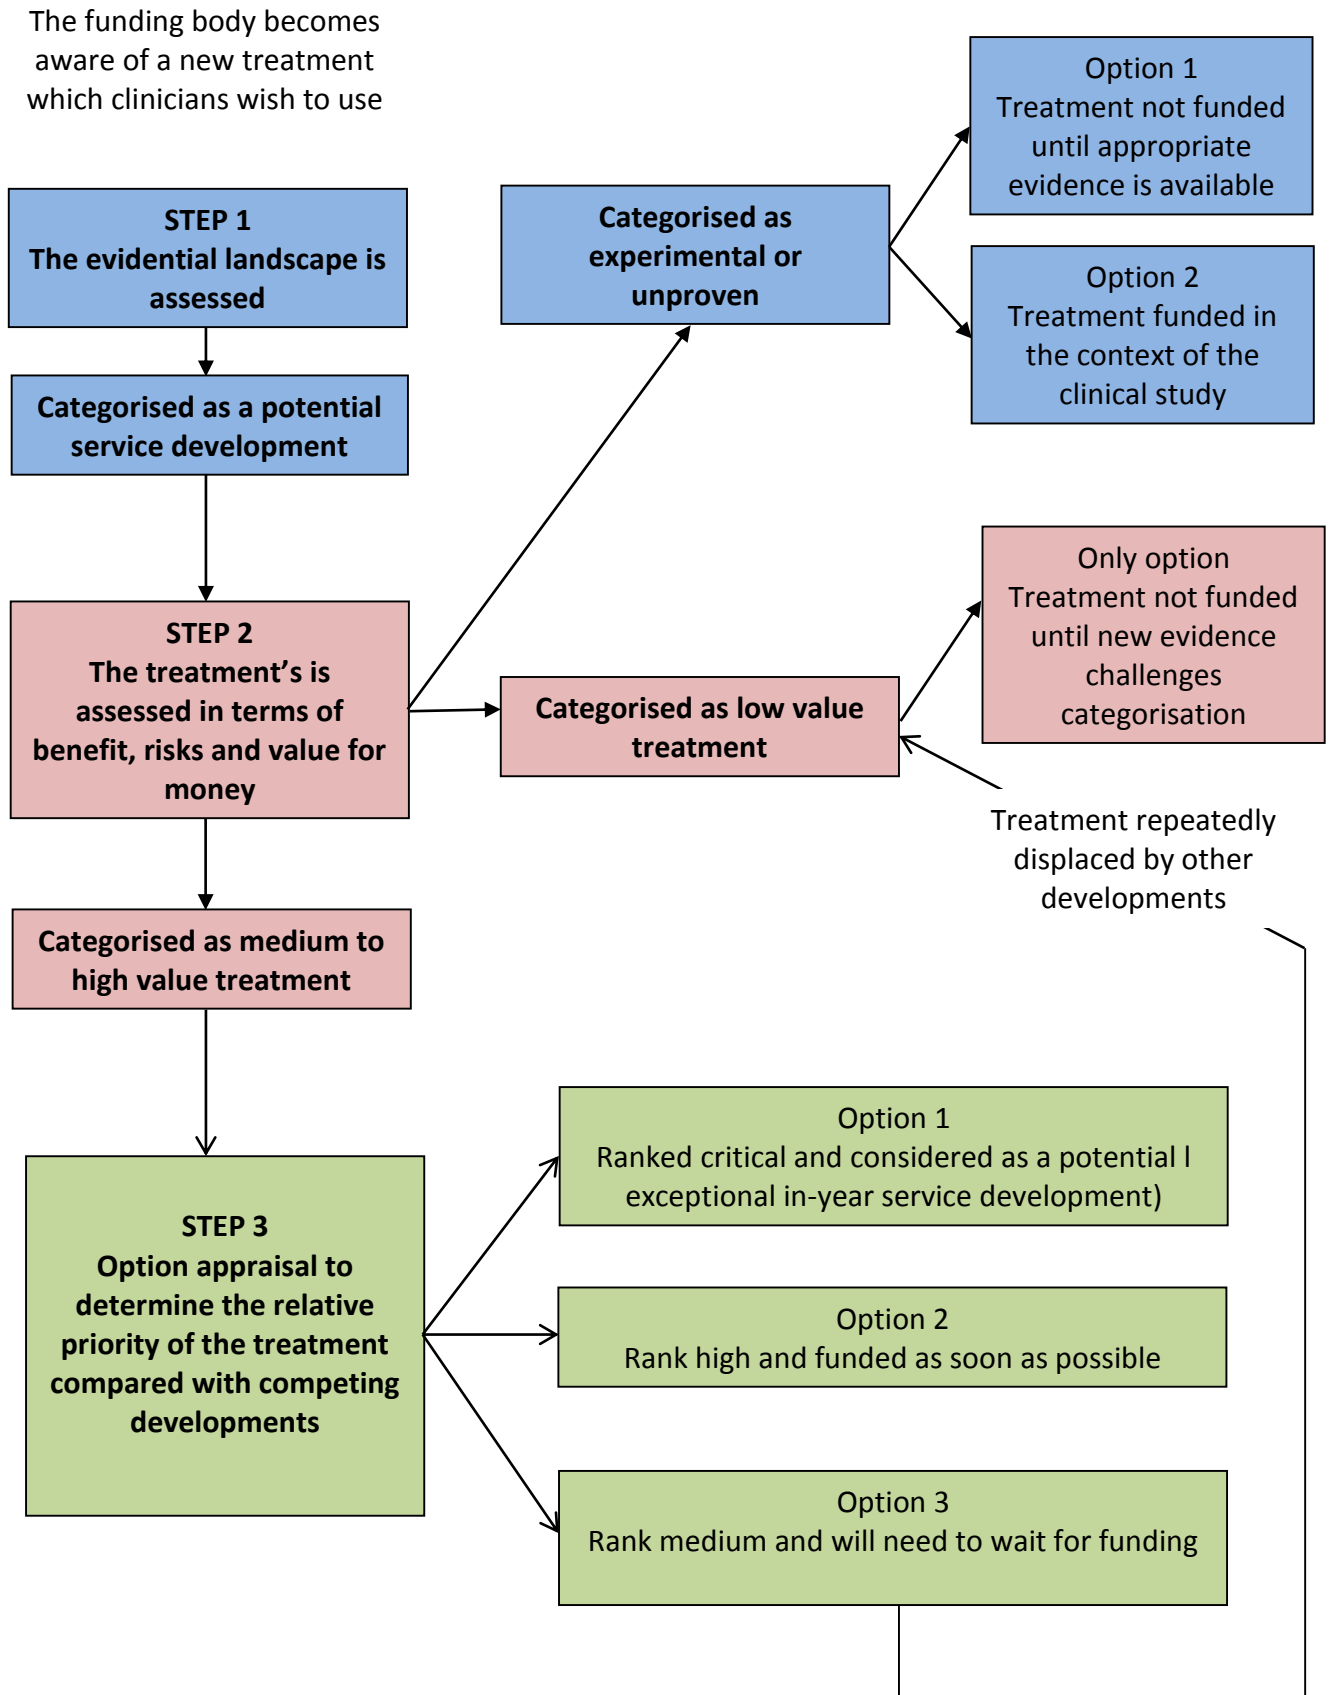 The funding body becomes
aware of a new treatment
which clinicians wish to use
STEP 1
The evidential landscape is
assessed
Categorised as a potential
service development
Categorised as
experimental or
unproven
Option 1
Treatment not funded
until appropriate
evidence is available
Option 2
Treatment funded in
the context of the
clinical study
STEP 2
The treatment’s is
assessed in terms of
benefit, risks and value for
money
Categorised as low value
treatment
Only option
Treatment not funded
until new evidence
challenges
categorisation
Treatment repeatedly
displaced by other
developments
Categorised as medium to
high value treatment
STEP 3
Option appraisal to
determine the relative
priority of the treatment
compared with competing
developments
Option 1
Ranked critical and considered as a potential l
exceptional in-year service development)
Option 2
Rank high and funded as soon as possible
Option 3
Rank medium and will need to wait for funding